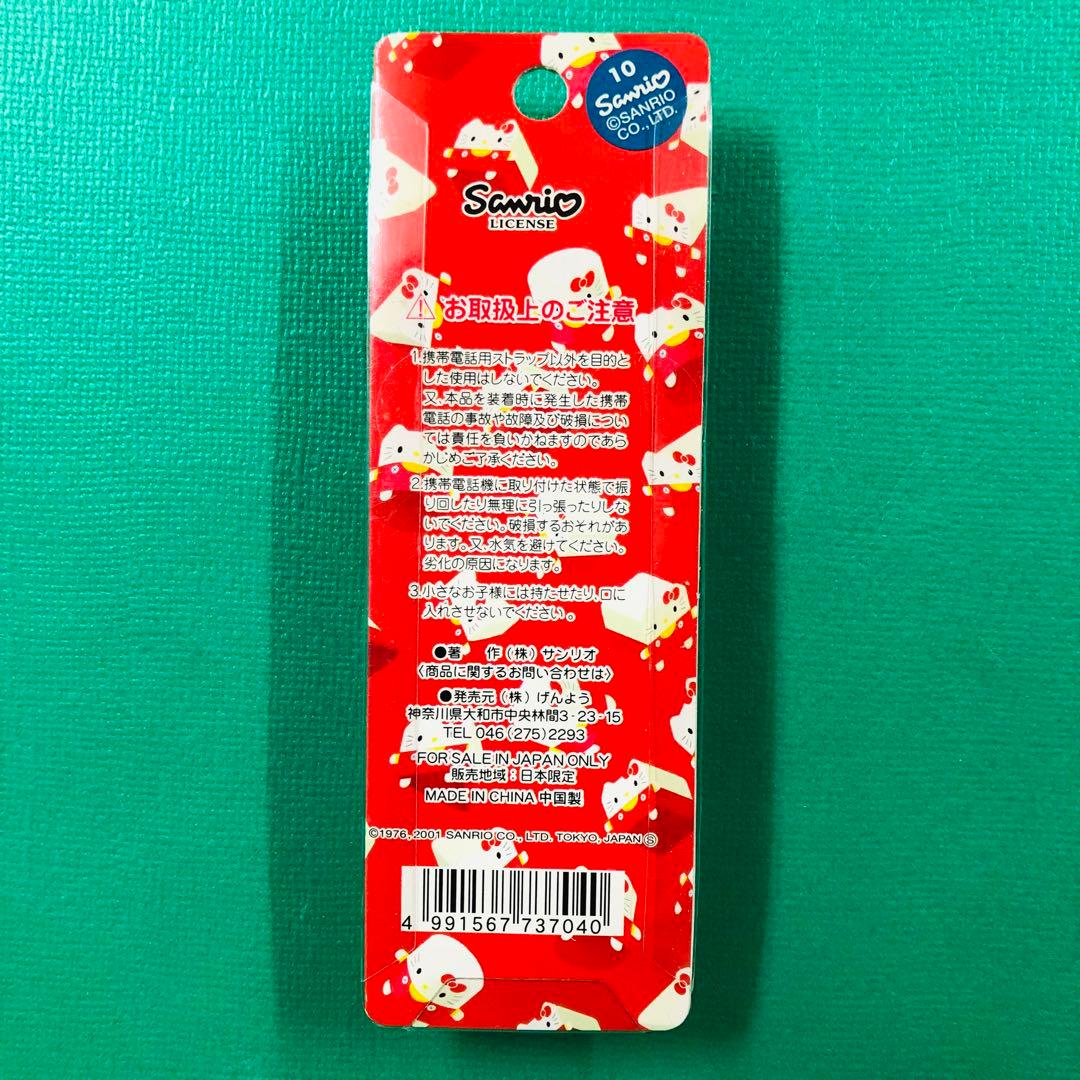 10
Sanrio
©SANRIO
CO., LTD.
Sanrio
LICENSE
お取扱上のご注意
1.携帯電話用ストラップ以外を目的と
した使用はしないでください。
又、本品を装着時に発生した携帯
電話の事故や故障及び破損につい
ては責任を負いかねますのであら
かじめご了承ください。
2.携帯電話機に取り付けた状態で振
り回したり無理に引っ張ったりしな
いでください。破損するおそれがあ
ります。又、水気を避けてください。
劣化の原因になります。
3.小さなお子様には持たせたり、口に
入れさせないでください。
●著 作(株)サンリオ
〈商品に関するお問い合わせは〉
●発売元(株)げんよう
神奈川県大和市中央林間3-23-15
TEL 046(275)2293
FOR SALE IN JAPAN ONLY
販売地域:日本限定
MADE IN CHINA 中国製
©1976, 2001 SANRIO CO., LTD. TOKYO, JAPAN Ⓢ
4 991567 737040